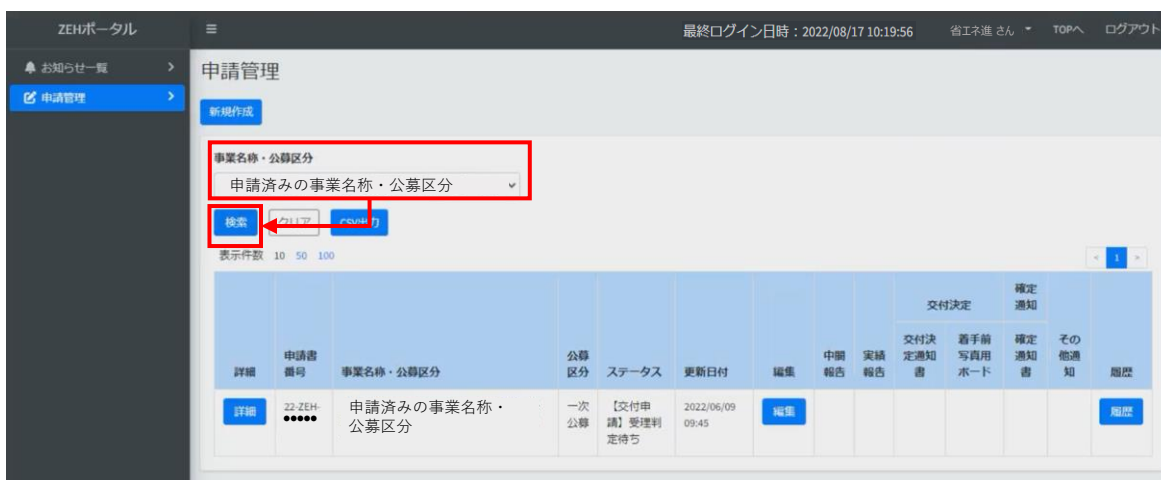 ZEHポータル
最終ログイン日時：2022/08/17 10:19:56 省エネ進 さん TOPへ ログアウト
お知らせ一覧
申請管理
申請管理
新規作成
事業名称・公募区分
申請済みの事業名称・公募区分
検索 クリア CSV出力
表示件数 10 50 100
< 1 >
交付決定 確定通知
詳細 申請書番号 事業名称・公募区分 公募区分 ステータス 更新日付 編集 中間報告 実績報告 交付決定通知書 着手前写真用ボード 確定通知書 その他通知 履歴
詳細 22-ZEH-●●●●● 申請済みの事業名称・公募区分 一次公募 【交付申請】受理判定待ち 2022/06/09 09:45 編集 履歴